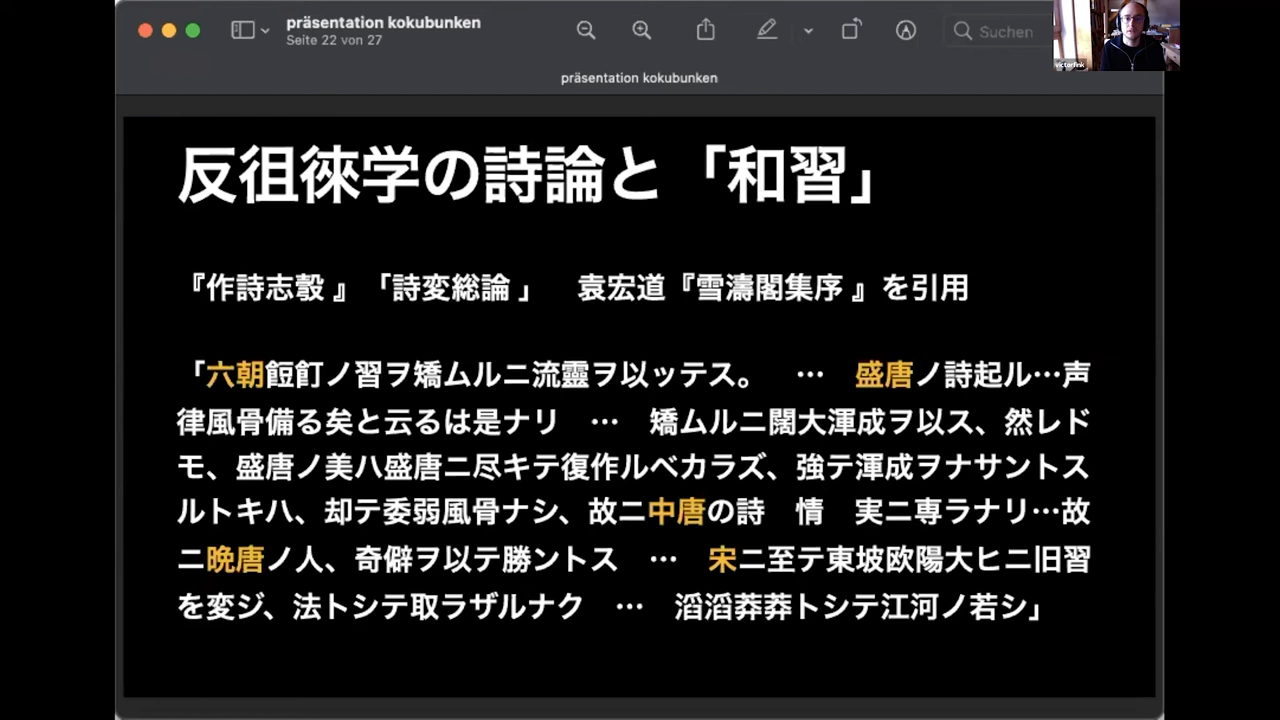 präsentation kokubunken
Seite 22 von 27
Suchen
victorfink
präsentation kokubunken
反徂徠学の詩論と「和習」
『作詩志彀 』「詩変総論 」　袁宏道『雪濤閣集序 』を引用
「六朝餖飣ノ習ヲ矯ムルニ流靈ヲ以ッテス。　…　盛唐ノ詩起ル…声
律風骨備る矣と云るは是ナリ　…　矯ムルニ闊大渾成ヲ以ス、然レド
モ、盛唐ノ美ハ盛唐ニ尽キテ復作ルベカラズ、強テ渾成ヲナサントス
ルトキハ、却テ委弱風骨ナシ、故ニ中唐の詩　情　実ニ専ラナリ…故
ニ晩唐ノ人、奇僻ヲ以テ勝ントス　…　宋ニ至テ東坡欧陽大ヒニ旧習
を変ジ、法トシテ取ラザルナク　…　滔滔莽莽トシテ江河ノ若シ」